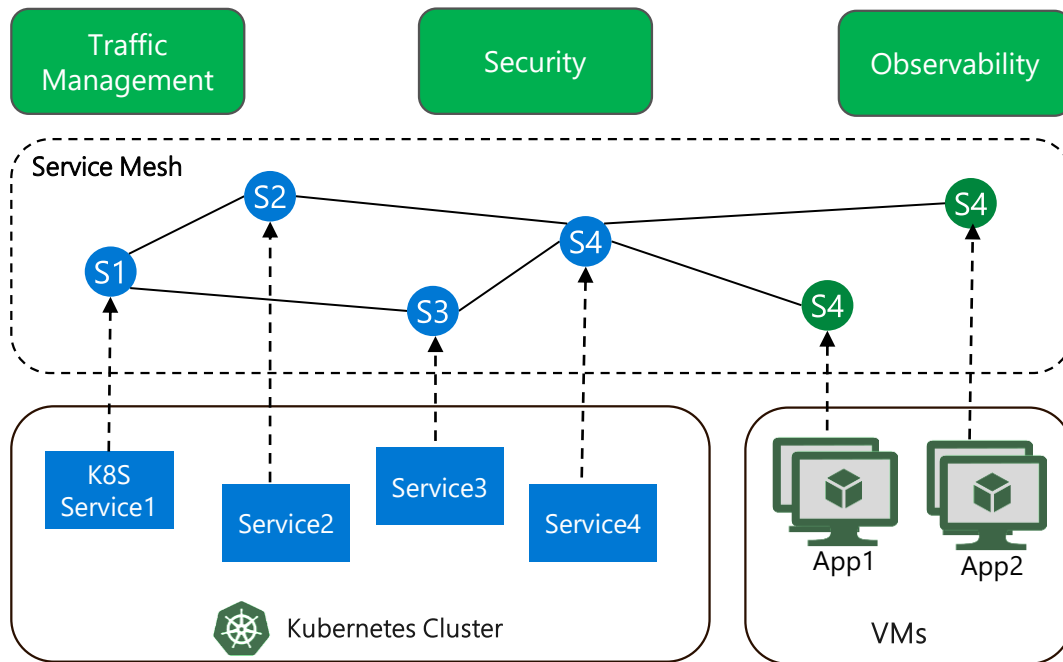 Traffic
Management
Security
Observability
Service Mesh
S2
S4
S4
S1
S3
S4
K8S
Service1
Service2
Service3
Service4
App1
App2
Kubernetes Cluster
VMs